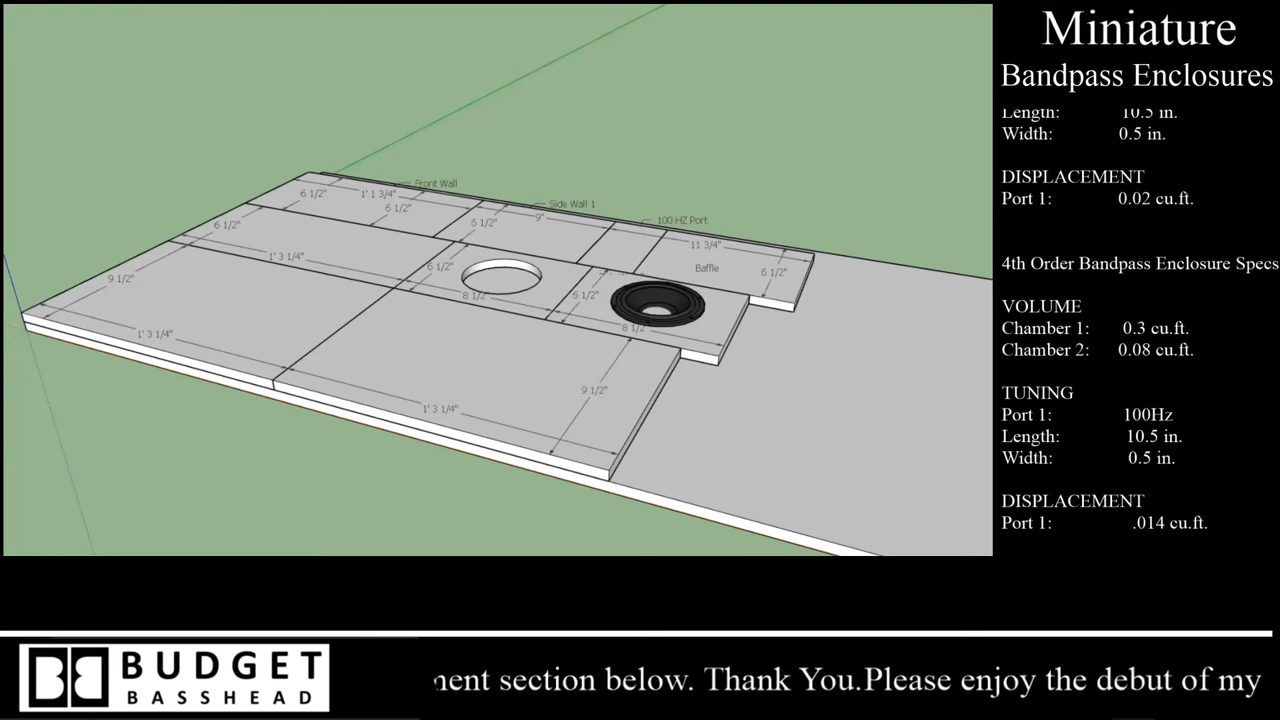 Miniature
Bandpass Enclosures
Length: 10.5 in.
Width: 0.5 in.
DISPLACEMENT
Port 1: 0.02 cu.ft.
4th Order Bandpass Enclosure Specs
VOLUME
Chamber 1: 0.3 cu.ft.
Chamber 2: 0.08 cu.ft.
TUNING
Port 1: 100Hz
Length: 10.5 in.
Width: 0.5 in.
DISPLACEMENT
Port 1: .014 cu.ft.
Front Wall
6 1/2"
1' 1 3/4"
6 1/2"
Side Wall 1
9"
6 1/2"
100 HZ Port
11 3/4"
Baffle
6 1/2"
6 1/2"
1' 3 1/4"
6 1/2"
8 1/2"
6 1/2"
8 1/2"
9 1/2"
1' 3 1/4"
9 1/2"
1' 3 1/4"
BUDGET
BASSHEAD
section below. Thank You.Please enjoy the debut of my